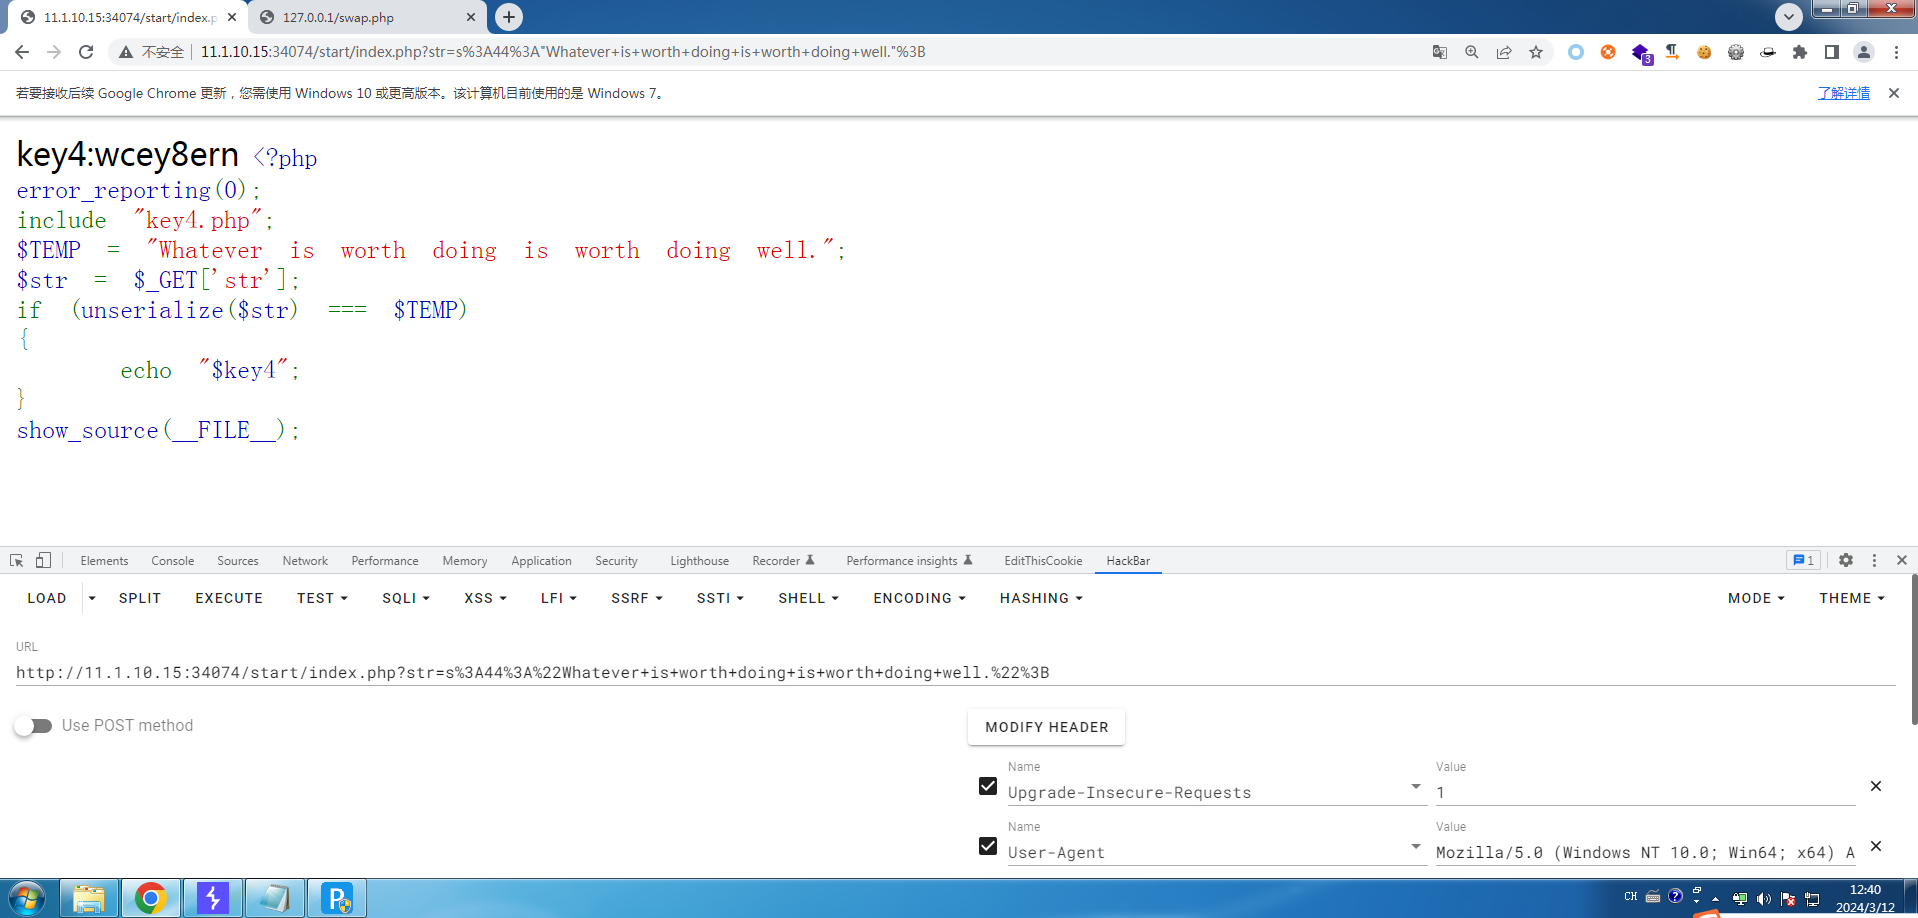 11.1.10.15:34074/start/index.p
127.0.0.1/swap.php
不安全
11.1.10.15:34074/start/index.php?str=s%3A44%3A"Whatever+is+worth+doing+is+worth+doing+well."%3B
3
若要接收后续 Google Chrome 更新，您需使用 Windows 10 或更高版本。该计算机目前使用的是 Windows 7。
了解详情
key4:wcey8ern <?php
error_reporting(0);
include "key4.php";
$TEMP = "Whatever is worth doing is worth doing well.";
$str = $_GET['str'];
if (unserialize($str) === $TEMP)
{
echo "$key4";
}
show_source(__FILE__);
Elements Console Sources Network Performance Memory Application Security Lighthouse Recorder Performance insights EditThisCookie HackBar 1
LOAD SPLIT EXECUTE TEST SQLI XSS LFI SSRF SSTI SHELL ENCODING HASHING MODE THEME
URL
http://11.1.10.15:34074/start/index.php?str=s%3A44%3A%22Whatever+is+worth+doing+is+worth+doing+well.%22%3B
Use POST method
MODIFY HEADER
Name Value
Upgrade-Insecure-Requests 1
Name Value
User-Agent Mozilla/5.0 (Windows NT 10.0; Win64; x64) A
CH
12:40
2024/3/12